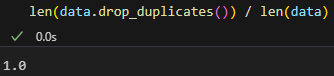 len(data.drop_duplicates()) / len(data)
✓ 0.0s
1.0